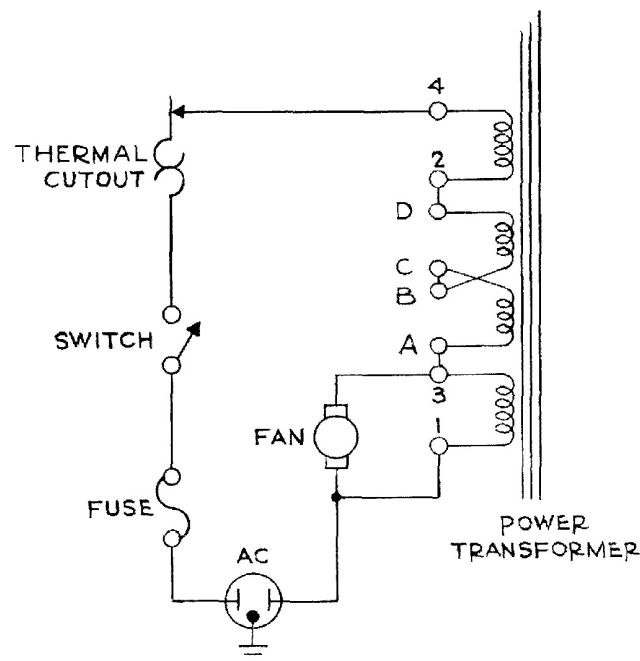 4
THERMAL
CUTOUT
2
D
C
B
SWITCH
A
3
FAN
1
FUSE
POWER
TRANSFORMER
AC